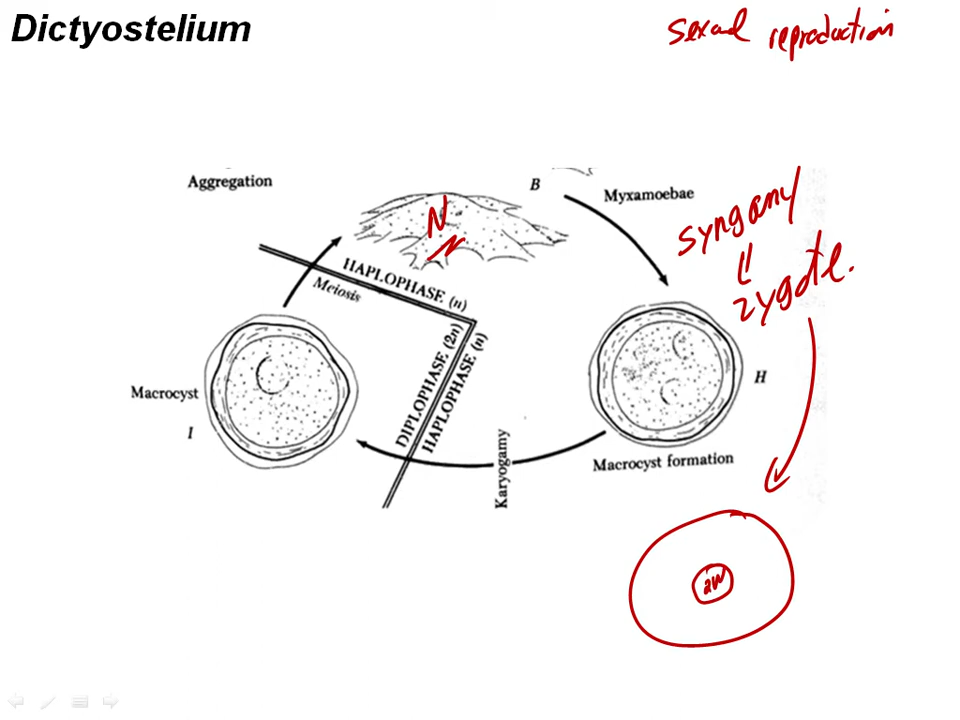 Dictyostelium
sexual reproduction
Aggregation
B
Myxamoebae
syngamy
zygote.
N
N
HAPLOPHASE (n)
Meiosis
DIPLOPHASE (2n)
HAPLOPHASE (n)
Macrocyst
I
H
Macrocyst formation
Karyogamy
2N